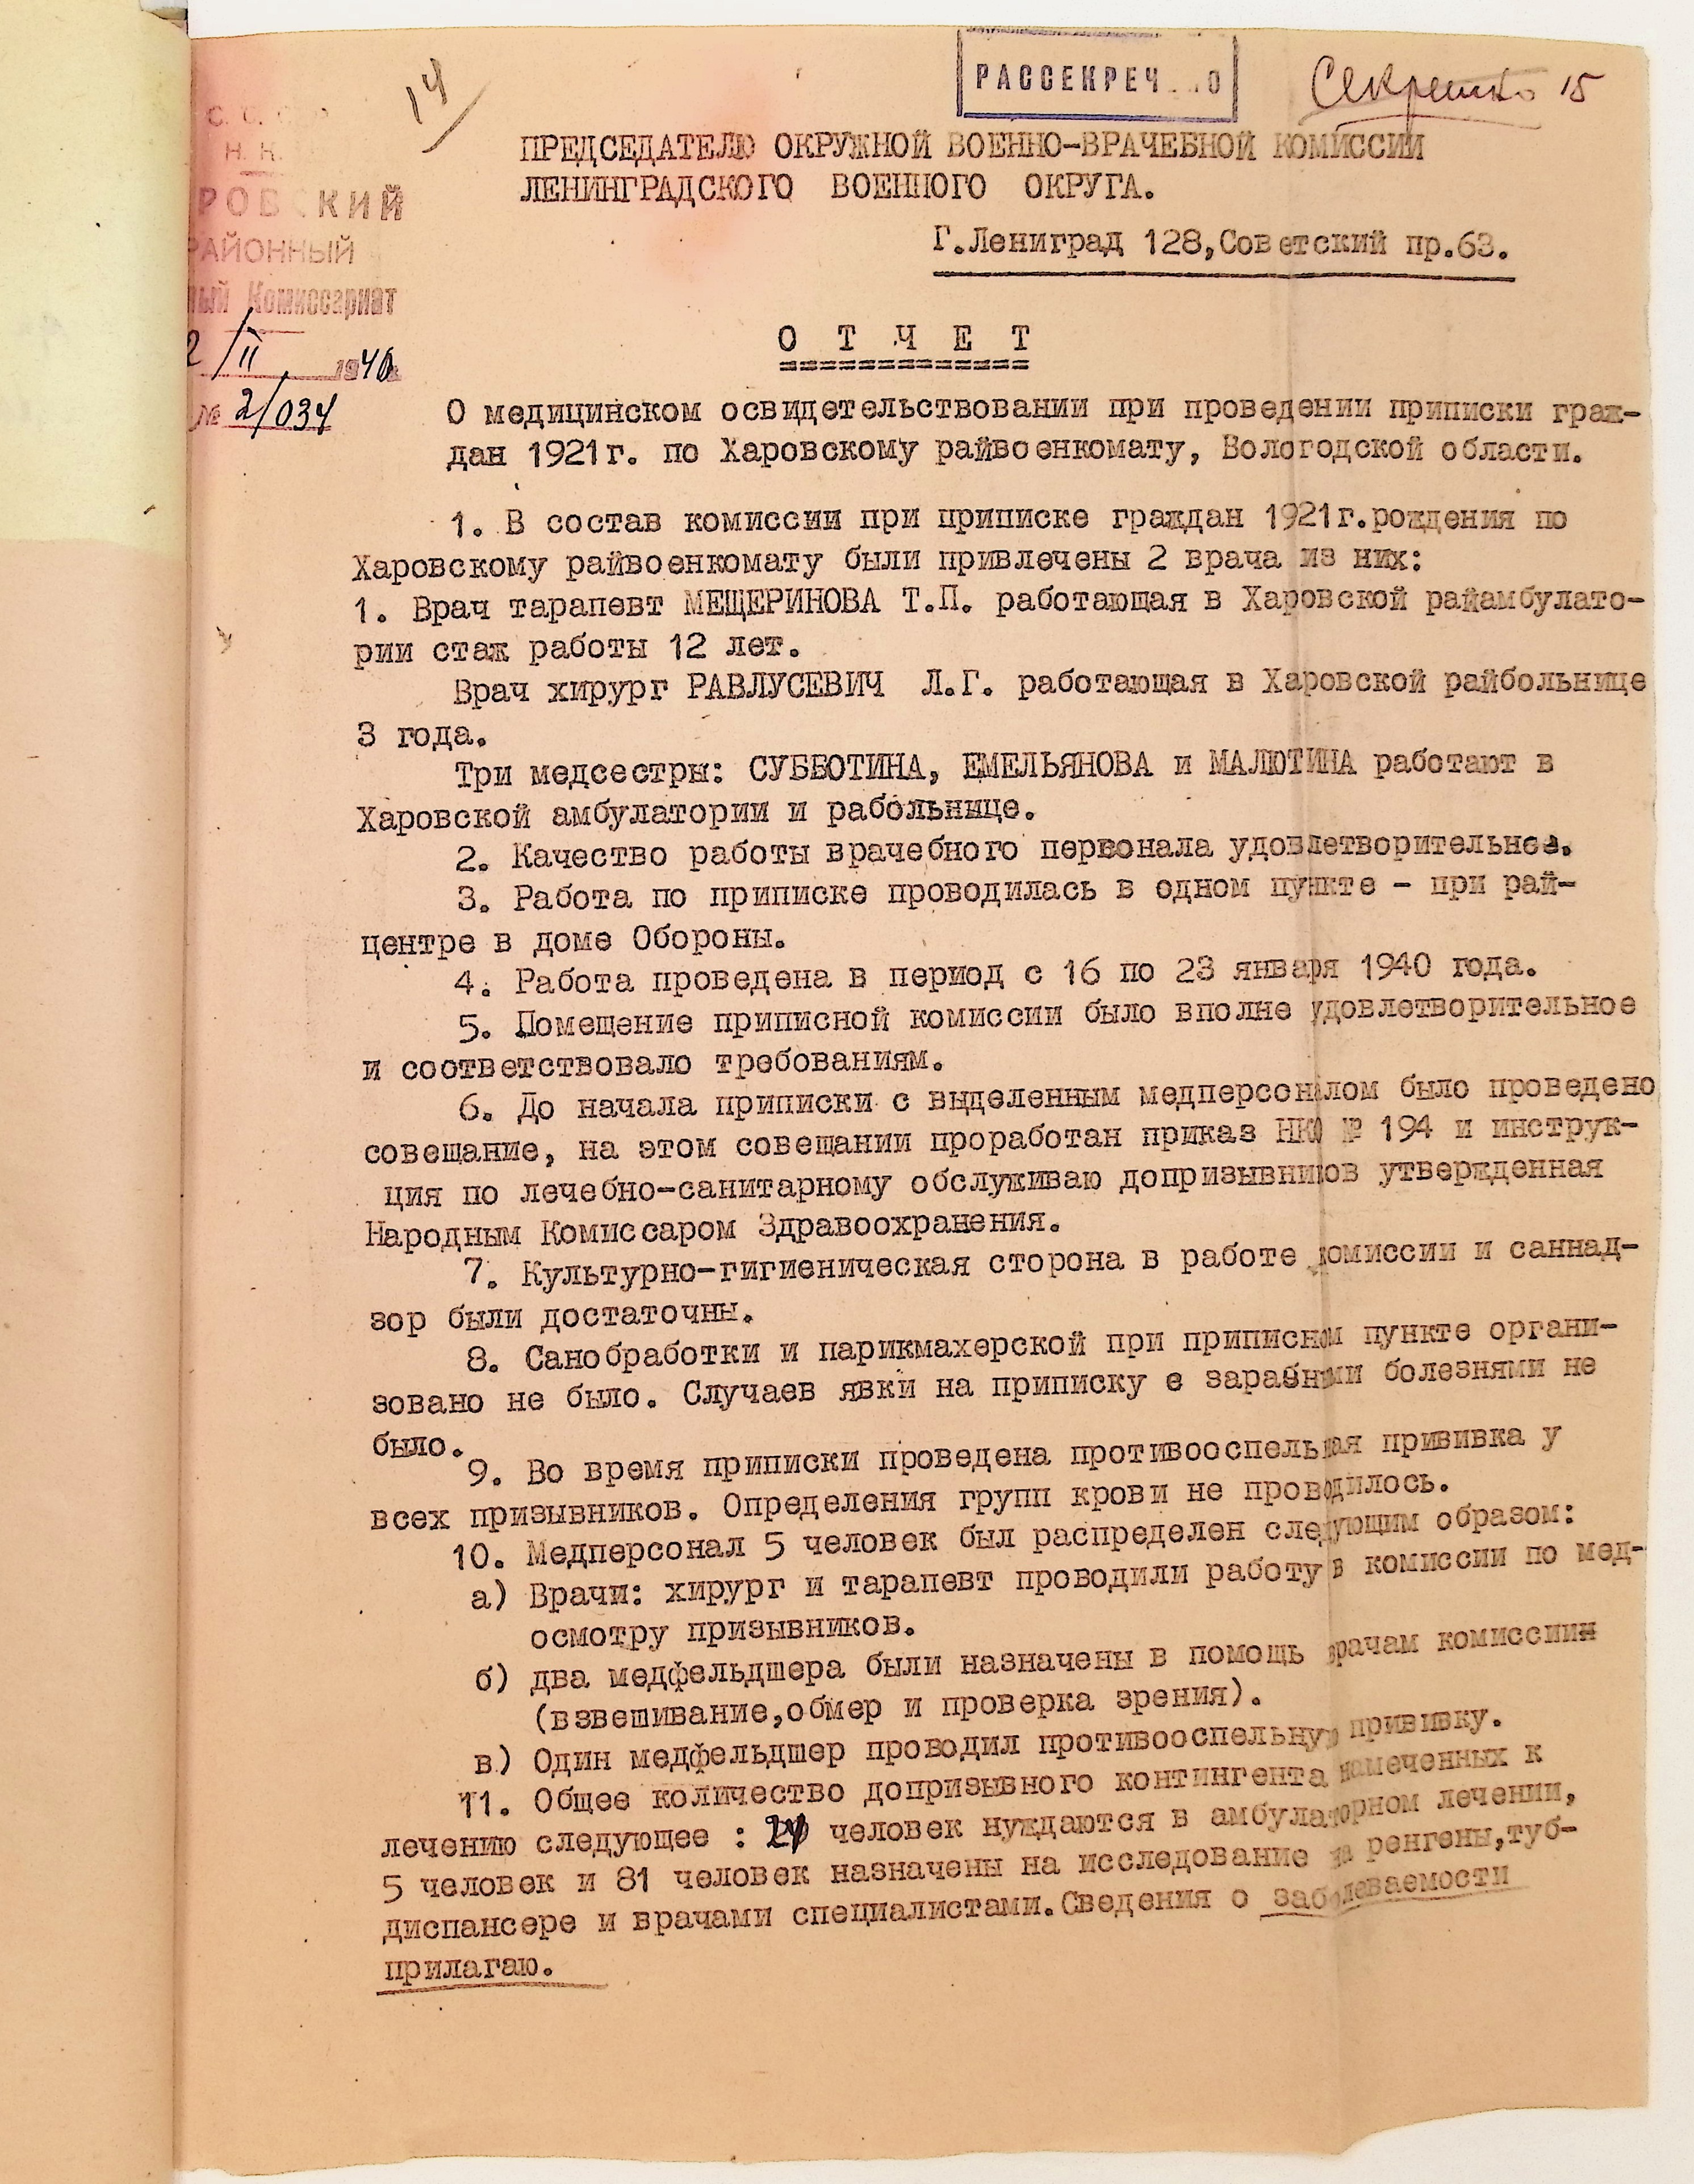 14
РАССЕКРЕЧ...О
Секретно 15
С. С. С. Р.
Н. К.
РОВСКИЙ
РАЙОННЫЙ
ный Комиссариат
2/II 1940
№ 2/034
ПРЕДСЕДАТЕЛЮ ОКРУЖНОЙ ВОЕННО-ВРАЧЕБНОЙ КОМИССИИ
ЛЕНИНГРАДСКОГО ВОЕННОГО ОКРУГА.
Г.Лениград 128,Советский пр.63.
О Т Ч Е Т
О медицинском освидетельствовании при проведении приписки граж-
дан 1921г. по Харовскому райвоенкомату, Вологодской области.
1. В состав комиссии при приписке граждан 1921г.рождения по
Харовскому райвоенкомату были привлечены 2 врача из них:
1. Врач тарапевт МЕЩЕРИНОВА Т.П. работающая в Харовской райамбулато-
рии стаж работы 12 лет.
Врач хирург РАВЛУСЕВИЧ Л.Г. работающая в Харовской райбольнице
3 года.
Три медсестры: СУББОТИНА, ЕМЕЛЬЯНОВА и МАЛЮТИНА работают в
Харовской амбулатории и рабольнице.
2. Качество работы врачебного первонала удовлетворительное.
3. Работа по приписке проводилась в одном пункте - при рай-
центре в доме Обороны.
4. Работа проведена в период с 16 по 23 января 1940 года.
5. Помещение приписной комиссии было вполне удовлетворительное
и соответствовало требованиям.
6. До начала приписки с выделенным медперсоналом было проведено
совещание, на этом совещании проработан приказ НКО № 194 и инструк-
ция по лечебно-санитарному обслуживаю допризывников утвержденная
Народным Комиссаром Здравоохранения.
7. Культурно-гигиеническая сторона в работе комиссии и саннад-
зор были достаточны.
8. Санобработки и парикмахерской при приписном пункте органи-
зовано не было. Случаев явки на приписку с заразными болезнями не
было.
9. Во время приписки проведена противооспельная прививка у
всех призывников. Определения групп крови не проводилось.
10. Медперсонал 5 человек был распределен следующим образом:
а) Врачи: хирург и тарапевт проводили работу в комиссии по мед-
осмотру призывников.
б) два медфельдшера были назначены в помощь врачам комиссиин
(взвешивание,обмер и проверка зрения).
в) Один медфельдшер проводил противооспельную прививку.
11. Общее количество допризывного контингента намеченных к
лечению следующее : человек нуждаются в амбулаторном лечении,
5 человек и 81 человек назначены на исследование на ренгены,туб-
диспансере и врачами специалистами.Сведения о заболеваемости
прилагаю.